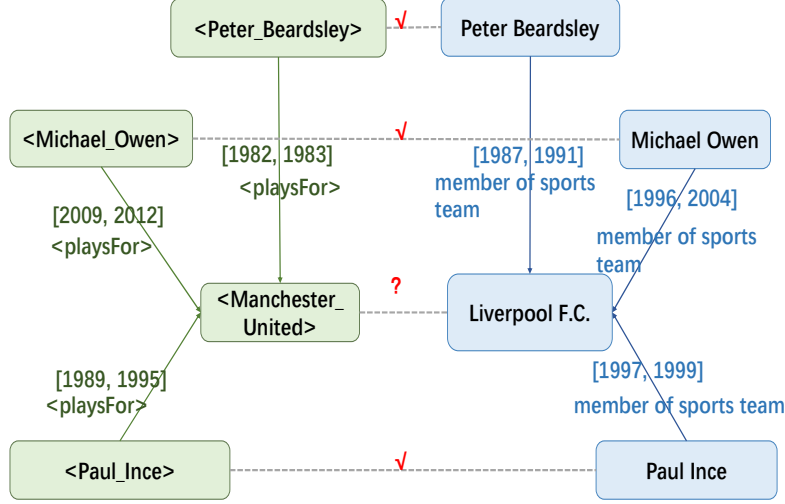 <Peter_Beardsley>
√
Peter Beardsley
<Michael_Owen>
√
Michael Owen
[1982, 1983]
<playsFor>
[1987, 1991]
member of sports
team
[2009, 2012]
<playsFor>
[1996, 2004]
member of sports
team
<Manchester_
United>
?
Liverpool F.C.
[1989, 1995]
<playsFor>
[1997, 1999]
member of sports team
<Paul_Ince>
√
Paul Ince